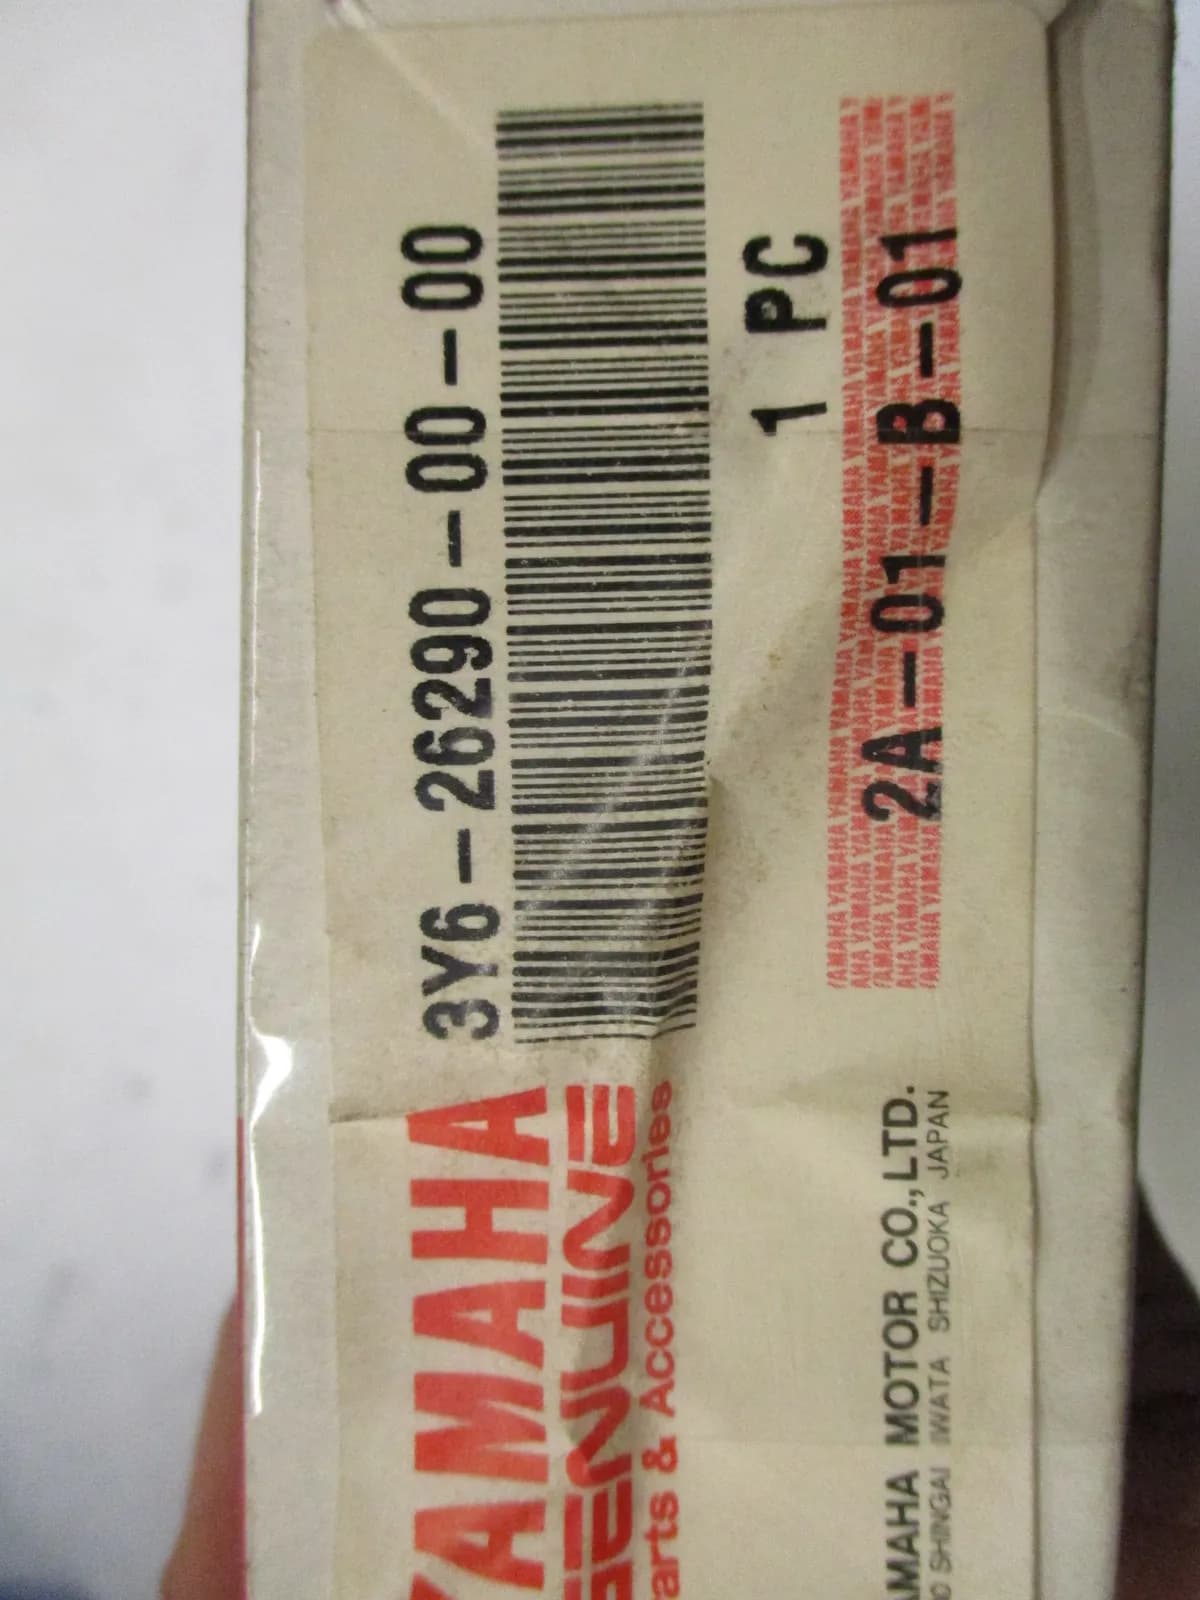 3Y6-26290-00-00
1 PC
2A-01-B-01
YAMAHA
GENUINE
Parts & Accessories
YAMAHA MOTOR CO.,LTD.
SHINGAI IWATA SHIZUOKA JAPAN